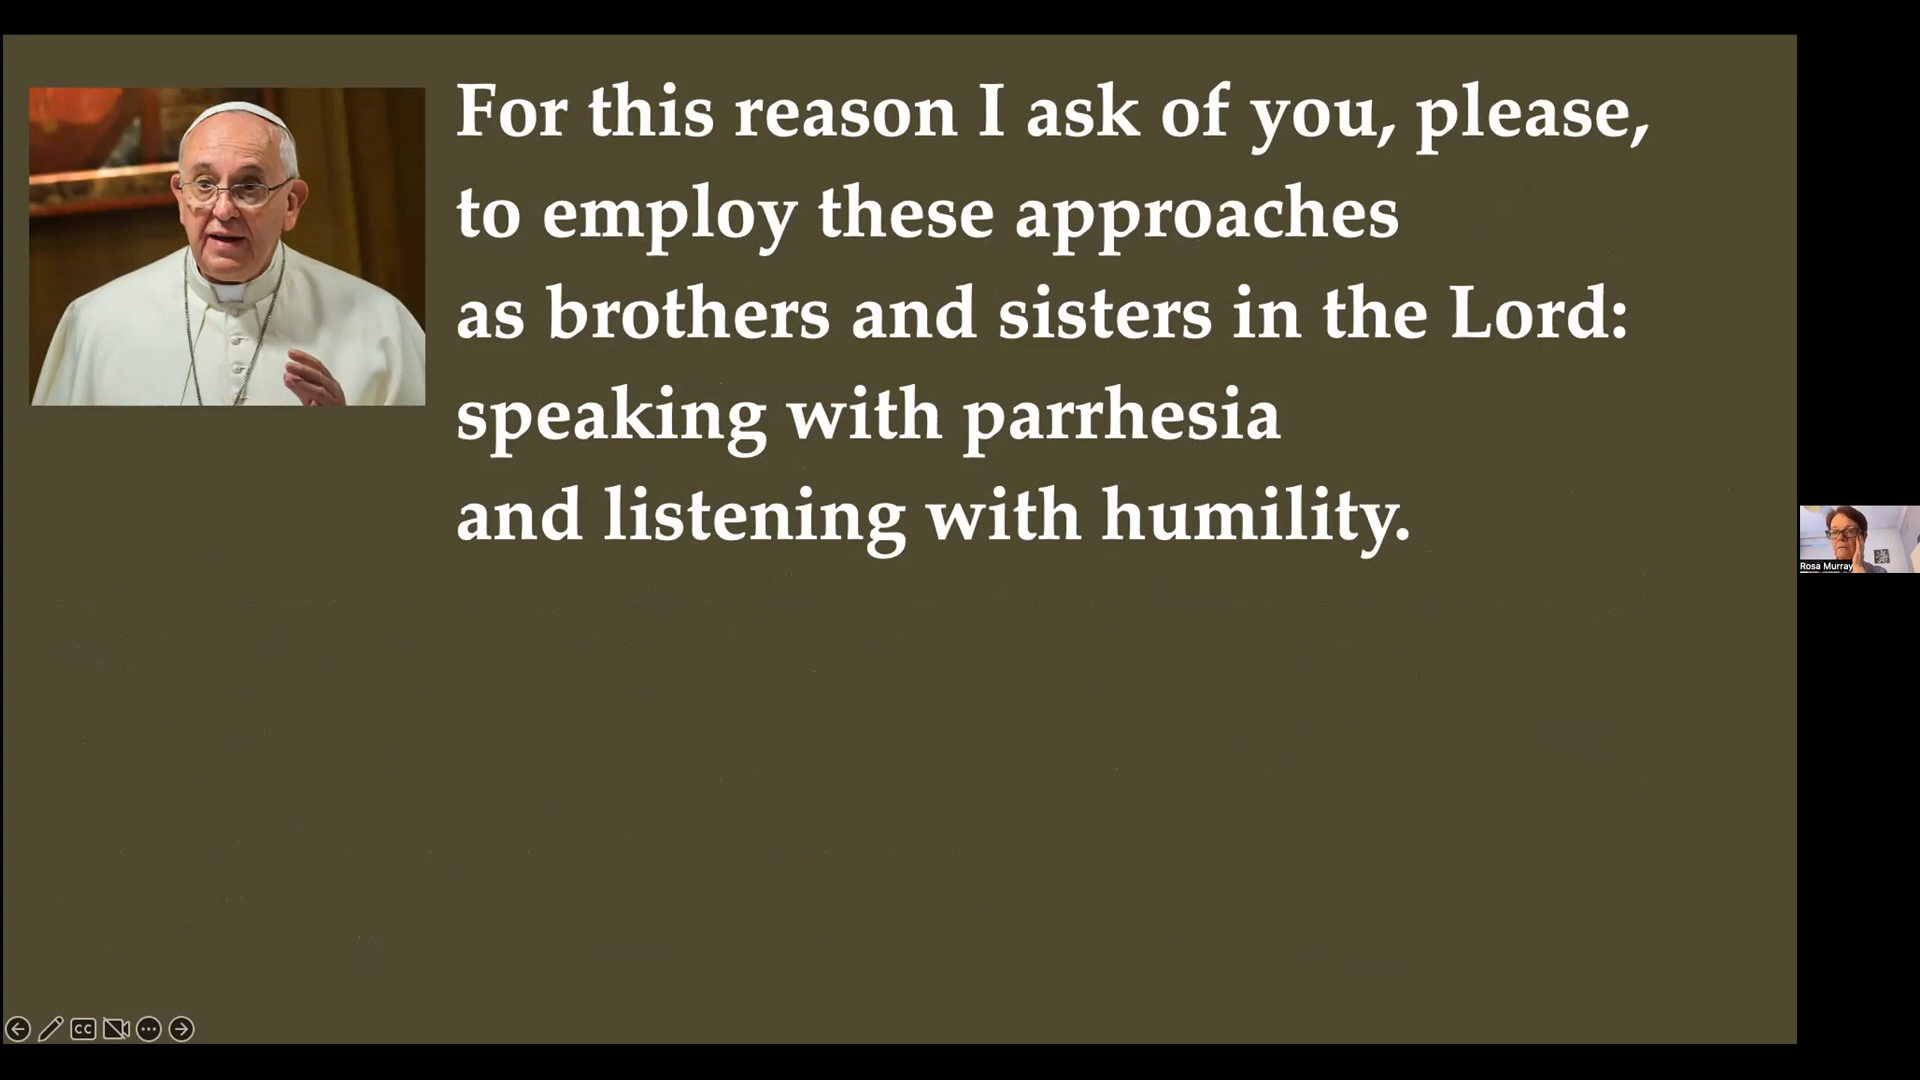 For this reason I ask of you, please,
to employ these approaches
as brothers and sisters in the Lord:
speaking with parrhesia
and listening with humility.
Rosa Murray
CC